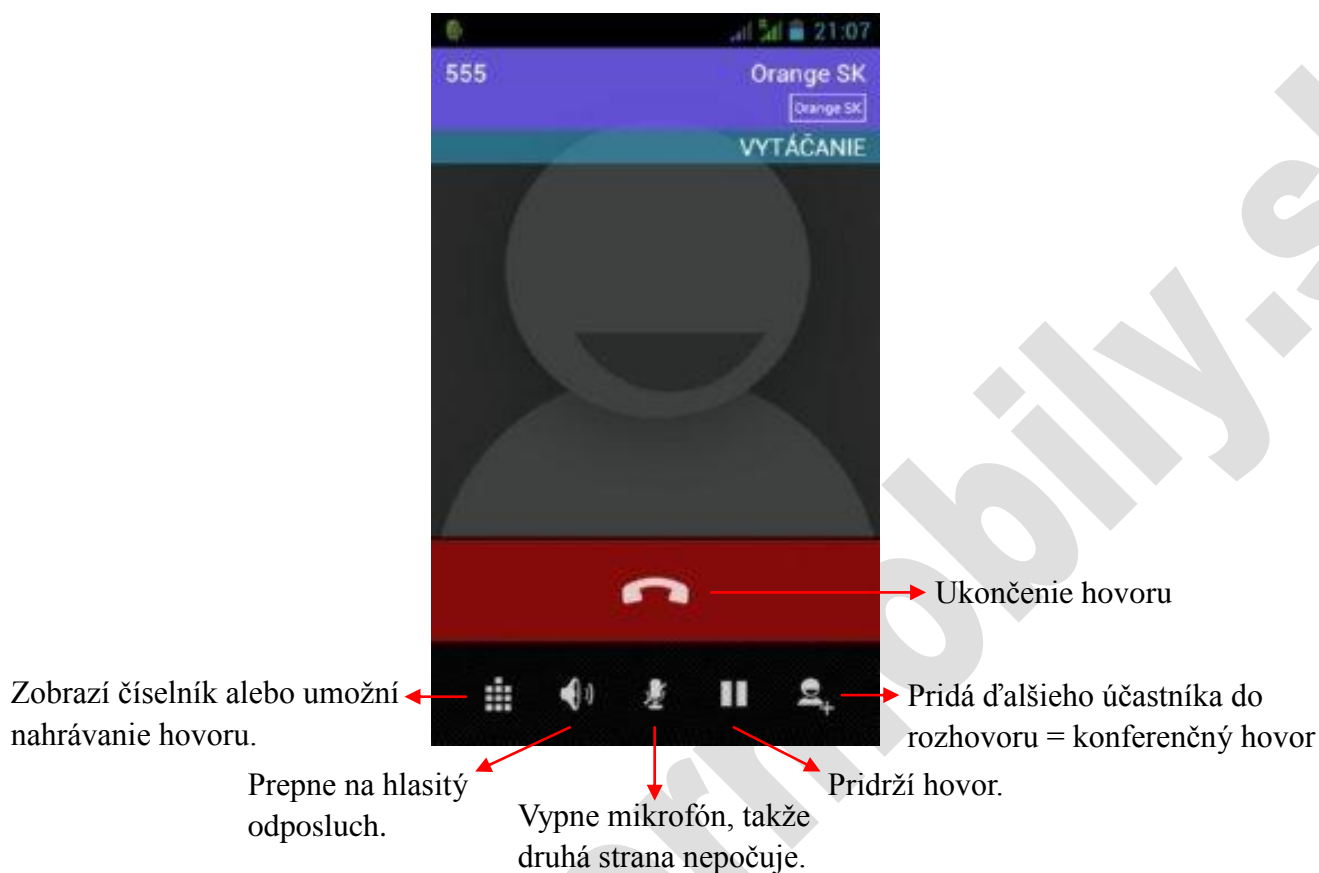 21:07
555 Orange SK
Orange SK
VYTÁČANIE
Ukončenie hovoru
Zobrazí číselník alebo umožní
nahrávanie hovoru.
Pridá ďalšieho účastníka do
rozhovoru = konferenčný hovor
Prepne na hlasitý
odposluch.
Pridrží hovor.
Vypne mikrofón, takže
druhá strana nepočuje.